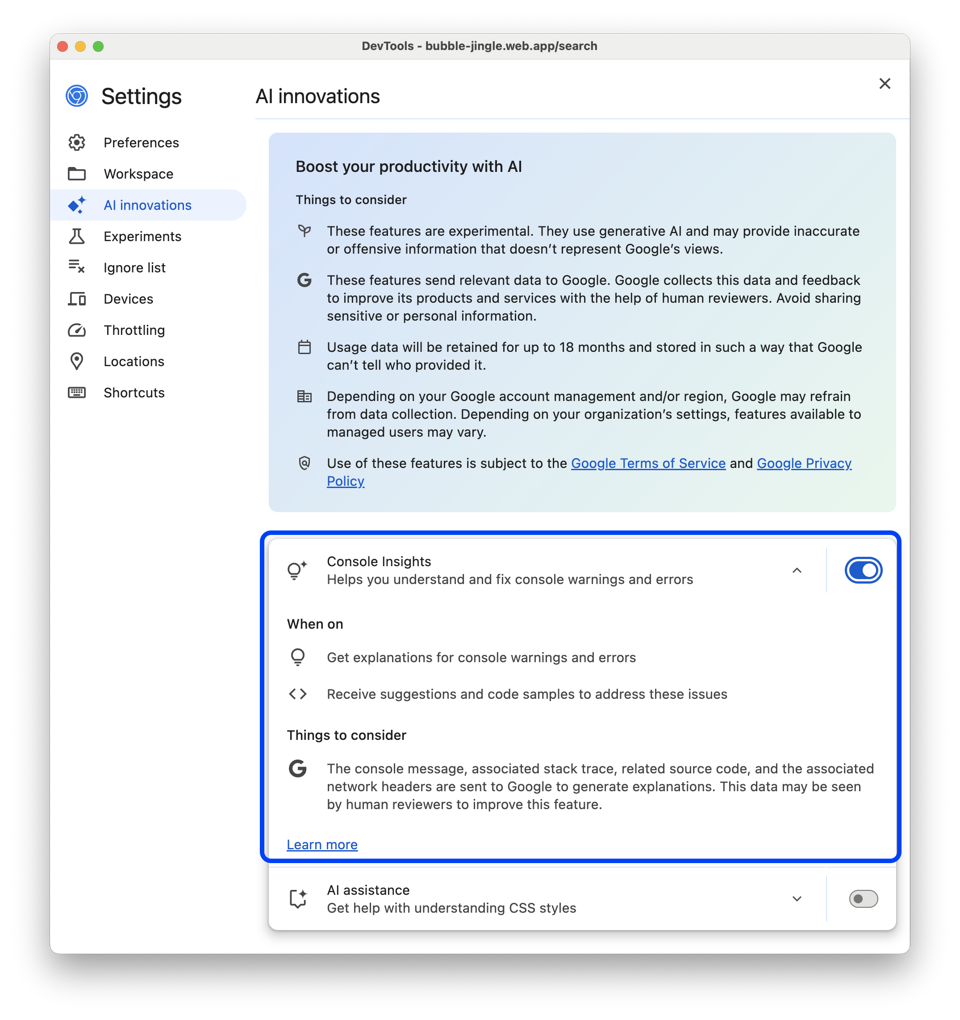 DevTools - bubble-jingle.web.app/search
Settings
AI innovations
Preferences
Workspace
AI innovations
Experiments
Ignore list
Devices
Throttling
Locations
Shortcuts
Boost your productivity with AI
Things to consider
These features are experimental. They use generative AI and may provide inaccurate
or offensive information that doesn’t represent Google’s views.
These features send relevant data to Google. Google collects this data and feedback
to improve its products and services with the help of human reviewers. Avoid sharing
sensitive or personal information.
Usage data will be retained for up to 18 months and stored in such a way that Google
can’t tell who provided it.
Depending on your Google account management and/or region, Google may refrain
from data collection. Depending on your organization’s settings, features available to
managed users may vary.
Use of these features is subject to the Google Terms of Service and Google Privacy
Policy
Console Insights
Helps you understand and fix console warnings and errors
When on
Get explanations for console warnings and errors
Receive suggestions and code samples to address these issues
Things to consider
The console message, associated stack trace, related source code, and the associated
network headers are sent to Google to generate explanations. This data may be seen
by human reviewers to improve this feature.
Learn more
AI assistance
Get help with understanding CSS styles